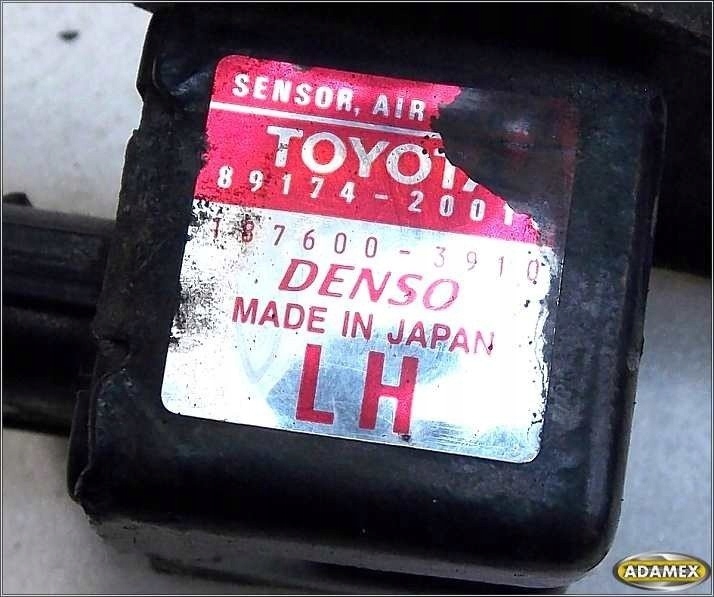 SENSOR, AIR
TOYOTA
89174-2001
187600-3910
DENSO
MADE IN JAPAN
LH
ADAMEX